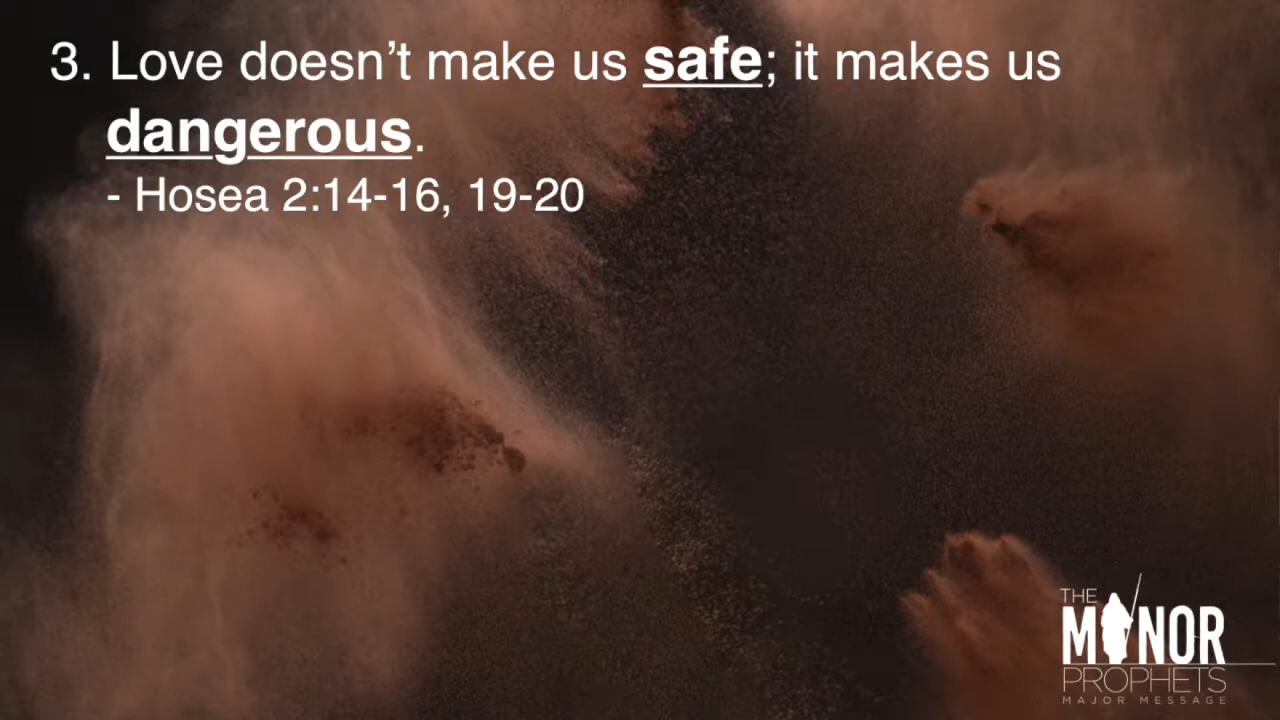 3. Love doesn’t make us safe; it makes us
dangerous.
- Hosea 2:14-16, 19-20
THE
MINOR
PROPHETS
MAJOR MESSAGE